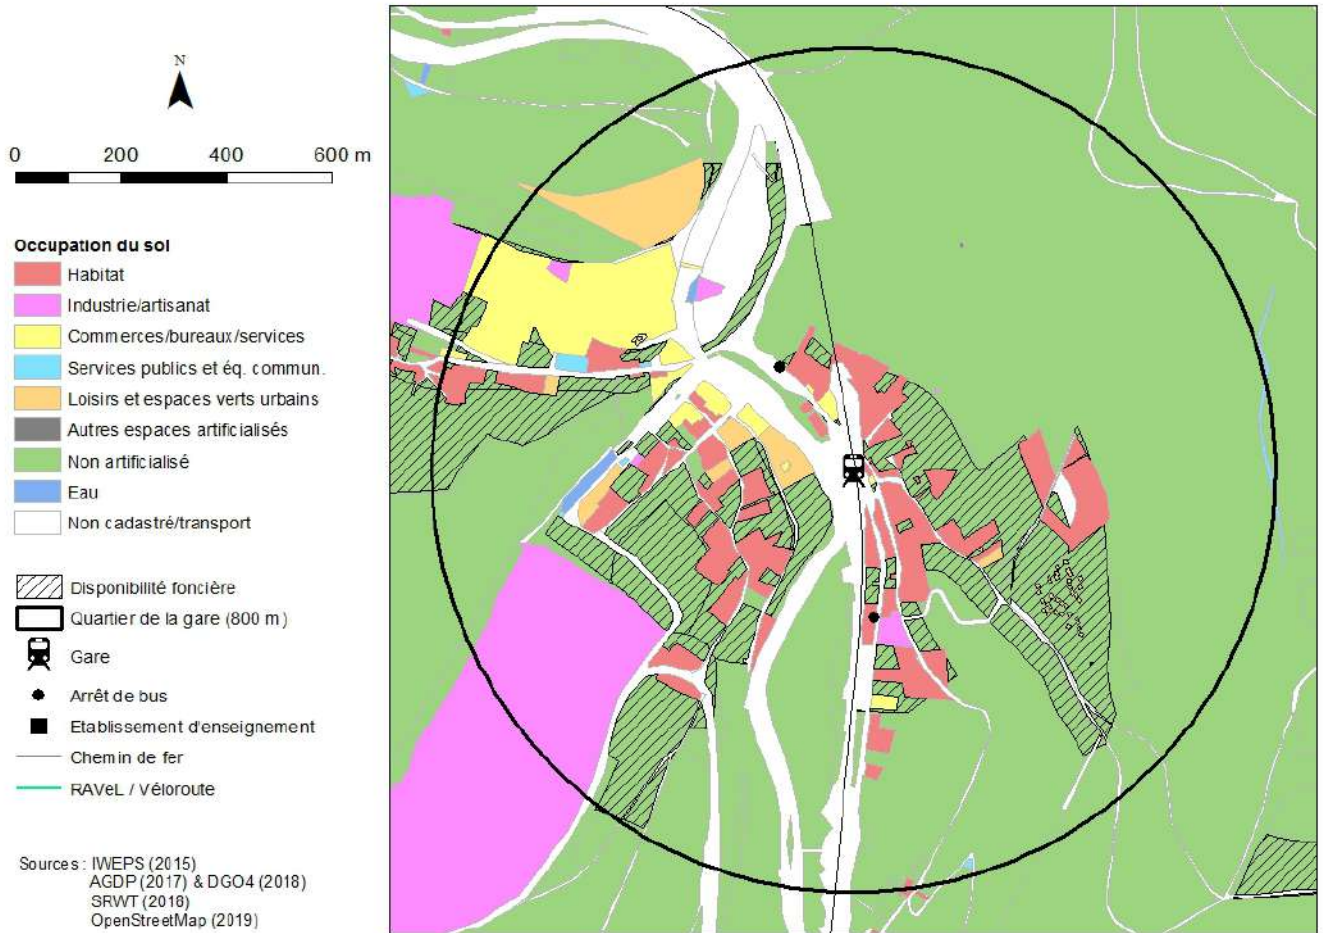 N
0 200 400 600 m
Occupation du sol
Habitat
Industrie/artisanat
Commerces/bureaux/services
Services publics et éq. commun.
Loisirs et espaces verts urbains
Autres espaces artificialisés
Non artificialisé
Eau
Non cadastré/transport
Disponibilité foncière
Quartier de la gare (800 m)
Gare
Arrêt de bus
Etablissement d'enseignement
Chemin de fer
RAVeL / Véloroute
Sources : IWEPS (2015)
AGDP (2017) & DGO4 (2018)
SRWT (2018)
OpenStreetMap (2019)